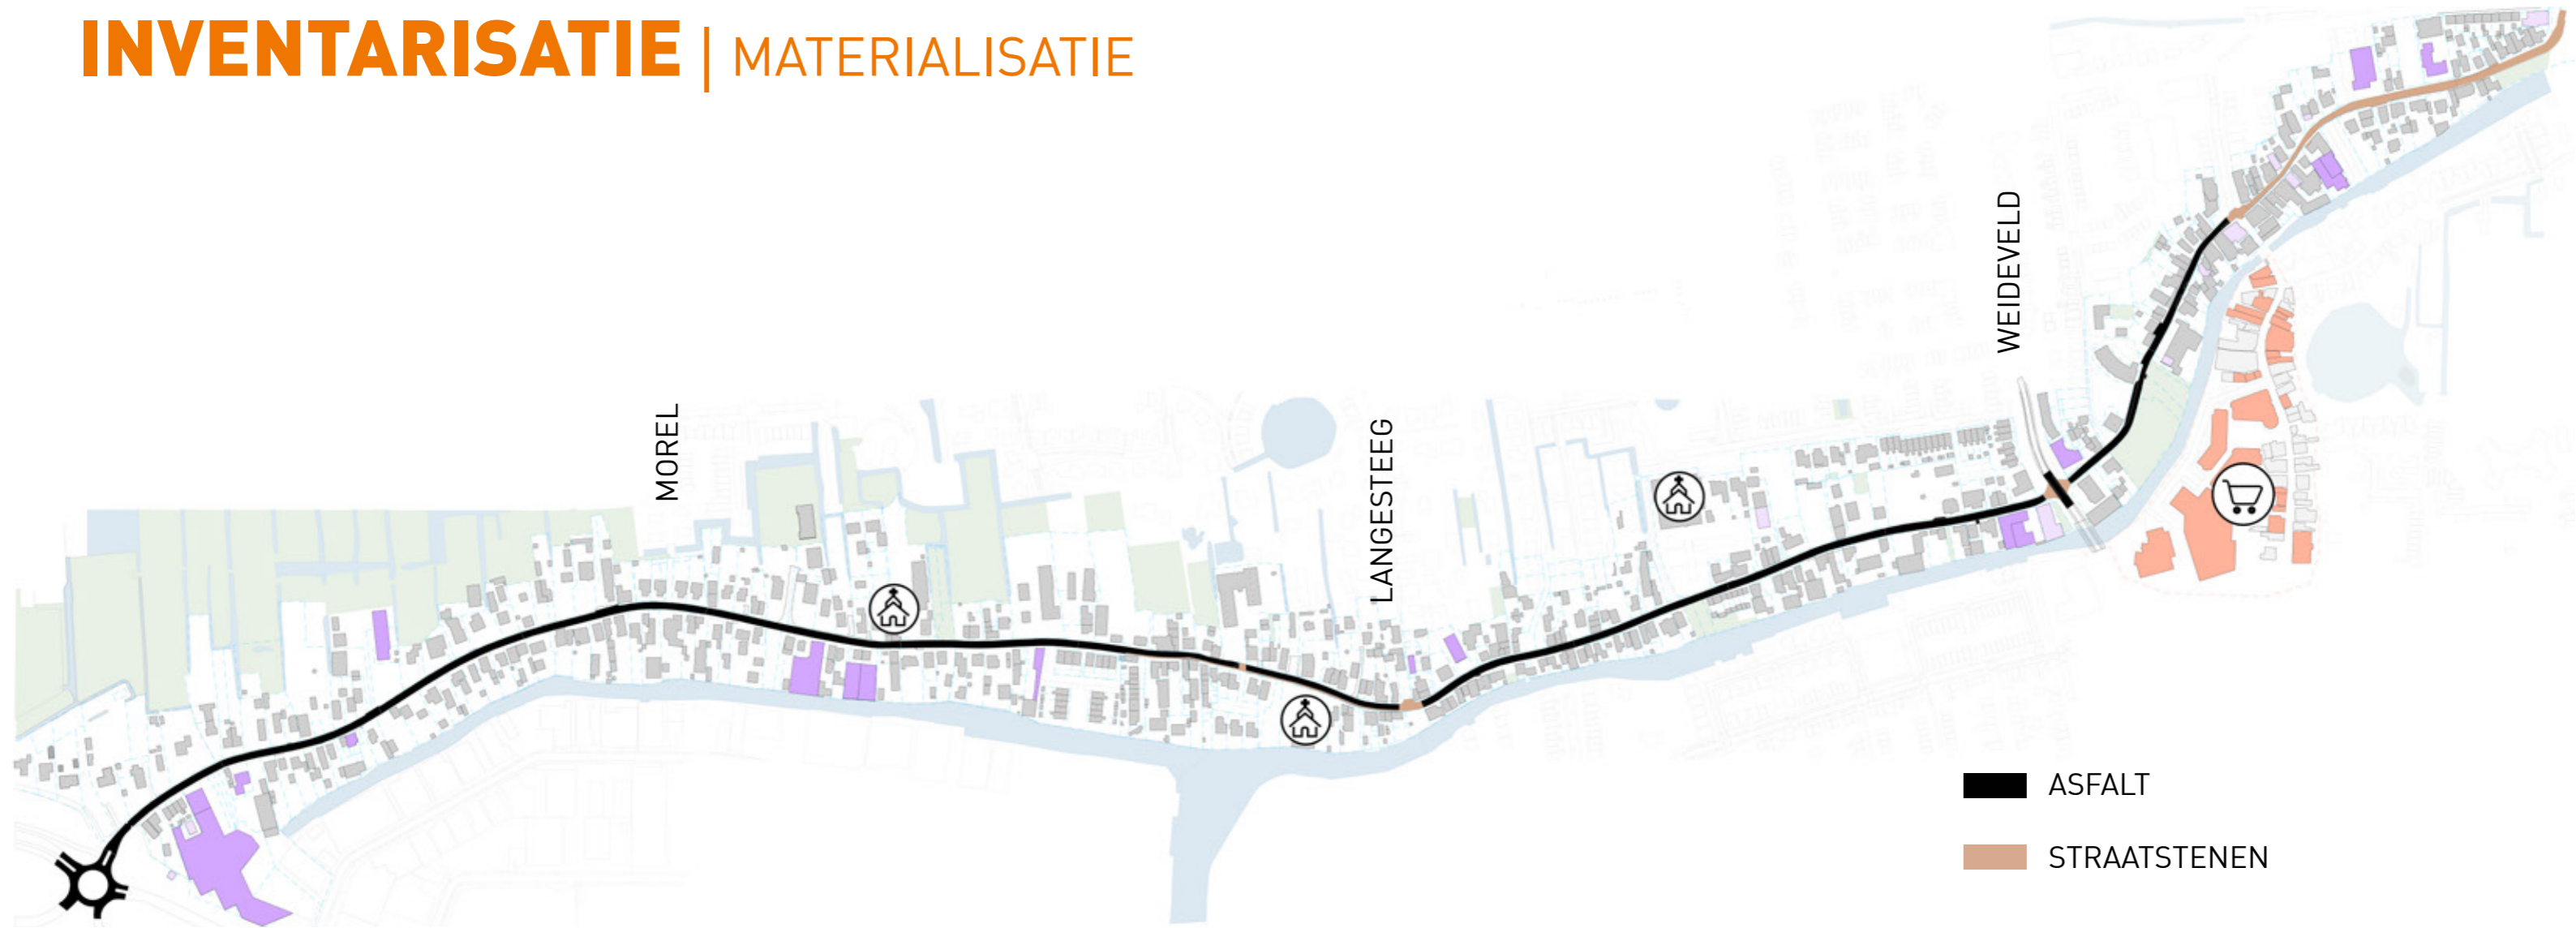 INVENTARISATIE | MATERIALISATIE
WEIDEVELD
MOREL
LANGESTEEG
ASFALT
STRAATSTENEN